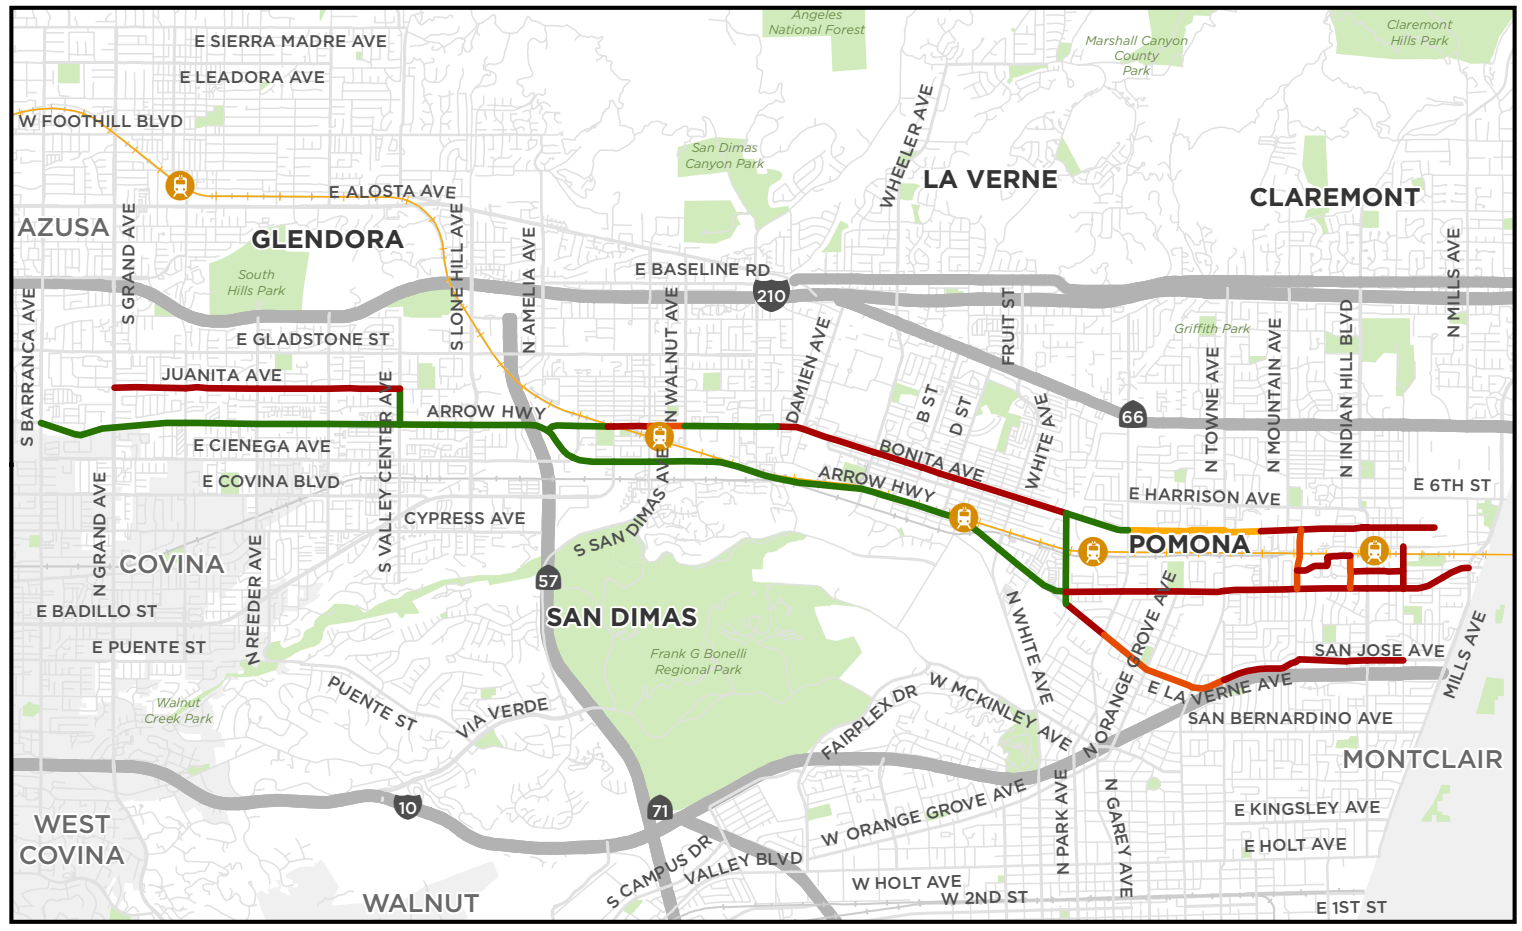 Angeles
National Forest
Claremont
Hills Park
E SIERRA MADRE AVE
Marshall Canyon
County
Park
E LEADORA AVE
W FOOTHILL BLVD
WHEELER AVE
San Dimas
Canyon Park
LA VERNE
E ALOSTA AVE
CLAREMONT
AZUSA
S GRAND AVE
GLENDORA
S LONE HILL AVE
N AMELIA AVE
N MILLS AVE
South
Hills Park
E BASELINE RD
210
S BARRANCA AVE
N WALNUT AVE
DAMIEN AVE
FRUIT ST
Griffith Park
N TOWNE AVE
N MOUNTAIN AVE
N INDIAN HILL BLVD
E GLADSTONE ST
JUANITA AVE
S VALLEY CENTER AVE
ARROW HWY
B ST
D ST
WHITE AVE
66
E CIENEGA AVE
BONITA AVE
ARROW HWY
E COVINA BLVD
N GRAND AVE
E HARRISON AVE
E 6TH ST
CYPRESS AVE
S SAN DIMAS AVE
POMONA
COVINA
N REEDER AVE
57
E BADILLO ST
SAN DIMAS
N WHITE AVE
N ORANGE GROVE AVE
E PUENTE ST
Frank G Bonelli
Regional Park
SAN JOSE AVE
MILLS AVE
Walnut
Creek Park
PUENTE ST
VIA VERDE
FAIRPLEX DR
W MCKINLEY AVE
E LA VERNE AVE
SAN BERNARDINO AVE
MONTCLAIR
10
71
W ORANGE GROVE AVE
N PARK AVE
N GAREY AVE
E KINGSLEY AVE
WEST
COVINA
E HOLT AVE
S CAMPUS DR
VALLEY BLVD
W HOLT AVE
W 2ND ST
WALNUT
E 1ST ST